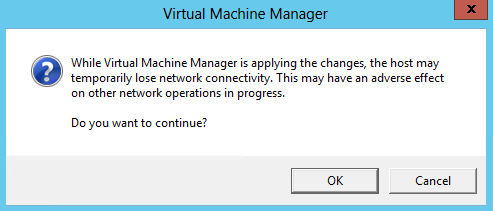 Virtual Machine Manager
x
While Virtual Machine Manager is applying the changes, the host may
temporarily lose network connectivity. This may have an adverse effect
on other network operations in progress.
Do you want to continue?
OK
Cancel